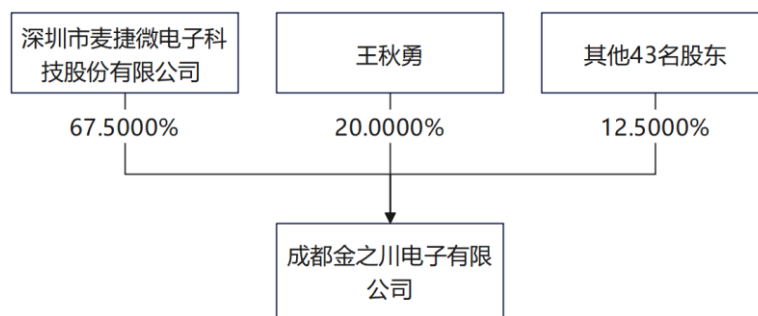 深圳市麦捷微电子科
技股份有限公司
王秋勇
其他43名股东
67.5000%
20.0000%
12.5000%
成都金之川电子有限
公司